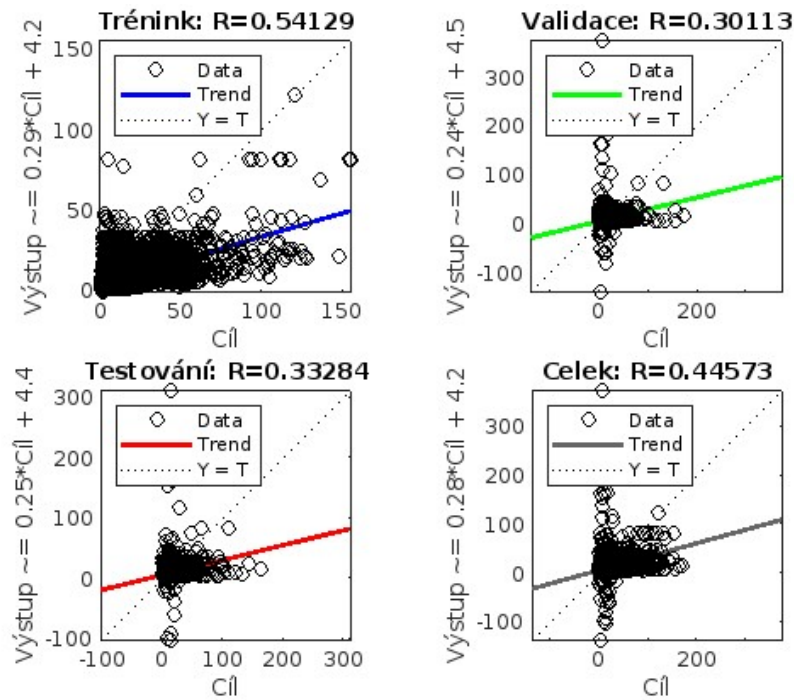 Trénink: R=0.54129
Výstup ~= 0.29*Cíl + 4.2
150
100
50
0
Data
Trend
Y = T
0
50
100
150
Cíl
Validace: R=0.30113
Výstup ~= 0.24*Cíl + 4.5
300
200
100
0
-100
Data
Trend
Y = T
0
200
Cíl
Testování: R=0.33284
Výstup ~= 0.25*Cíl + 4.4
300
200
100
0
-100
Data
Trend
Y = T
-100
0
100
200
300
Cíl
Celek: R=0.44573
Výstup ~= 0.28*Cíl + 4.2
300
200
100
0
-100
Data
Trend
Y = T
0
200
Cíl